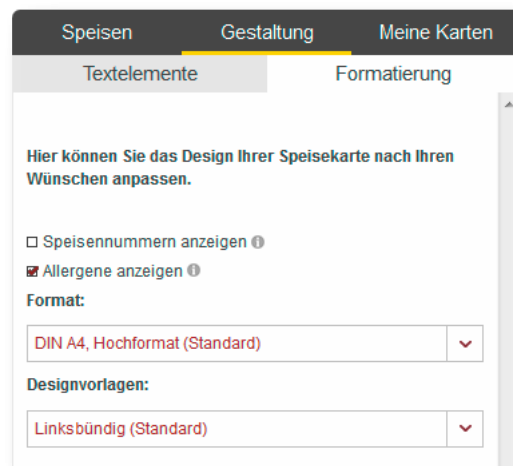 Speisen Gestaltung Meine Karten
Textelemente Formatierung
Hier können Sie das Design Ihrer Speisekarte nach Ihren
Wünschen anpassen.
Speisennummern anzeigen
Allergene anzeigen
Format:
DIN A4, Hochformat (Standard)
Designvorlagen:
Linksbündig (Standard)